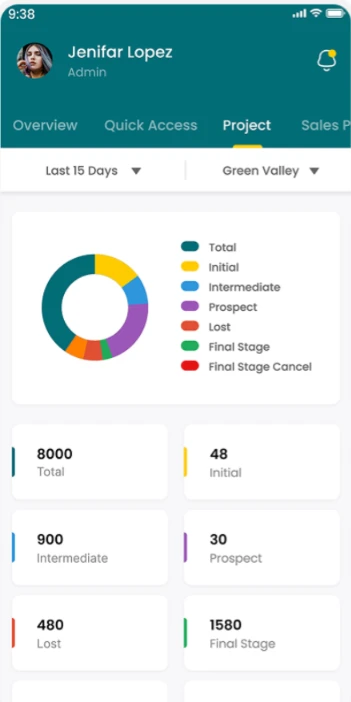 9:38
Jenifar Lopez
Admin
Overview Quick Access Project Sales P
Last 15 Days Green Valley
Total
Initial
Intermediate
Prospect
Lost
Final Stage
Final Stage Cancel
8000
Total
48
Initial
900
Intermediate
30
Prospect
480
Lost
1580
Final Stage